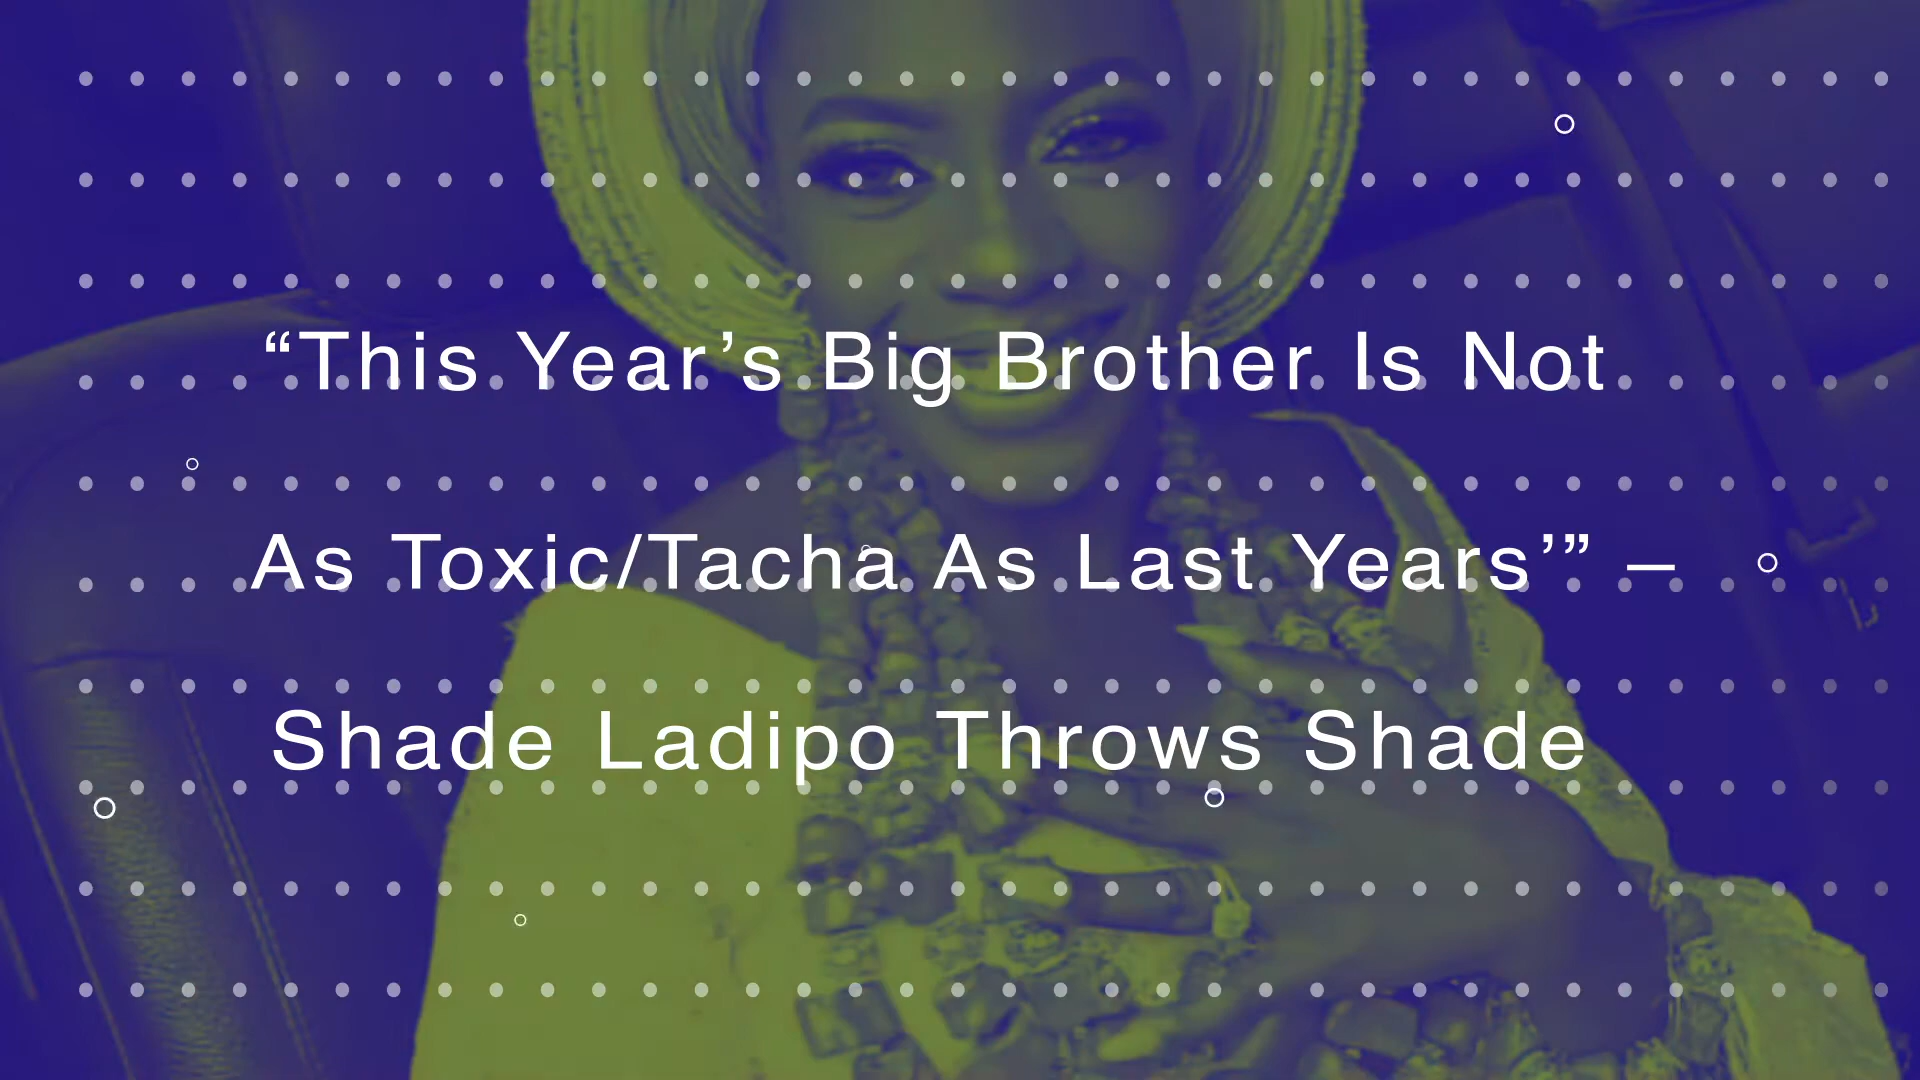 “This Year’s Big Brother Is Not
As Toxic/Tacha As Last Years’” –
Shade Ladipo Throws Shade